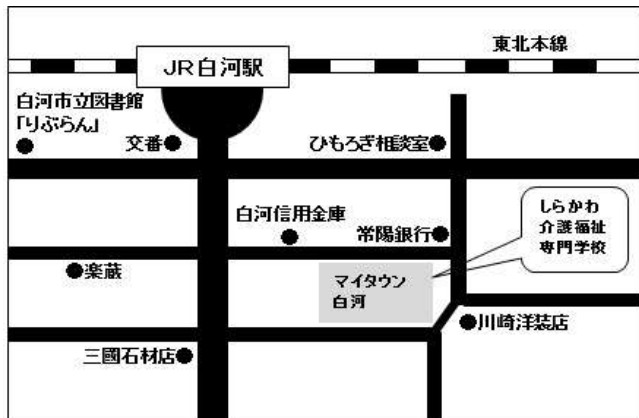 東北本線
JR白河駅
白河市立図書館
「りぶらん」
交番
ひもろぎ相談室
しらかわ
介護福祉
専門学校
白河信用金庫
常陽銀行
楽蔵
マイタウン
白河
川崎洋装店
三國石材店